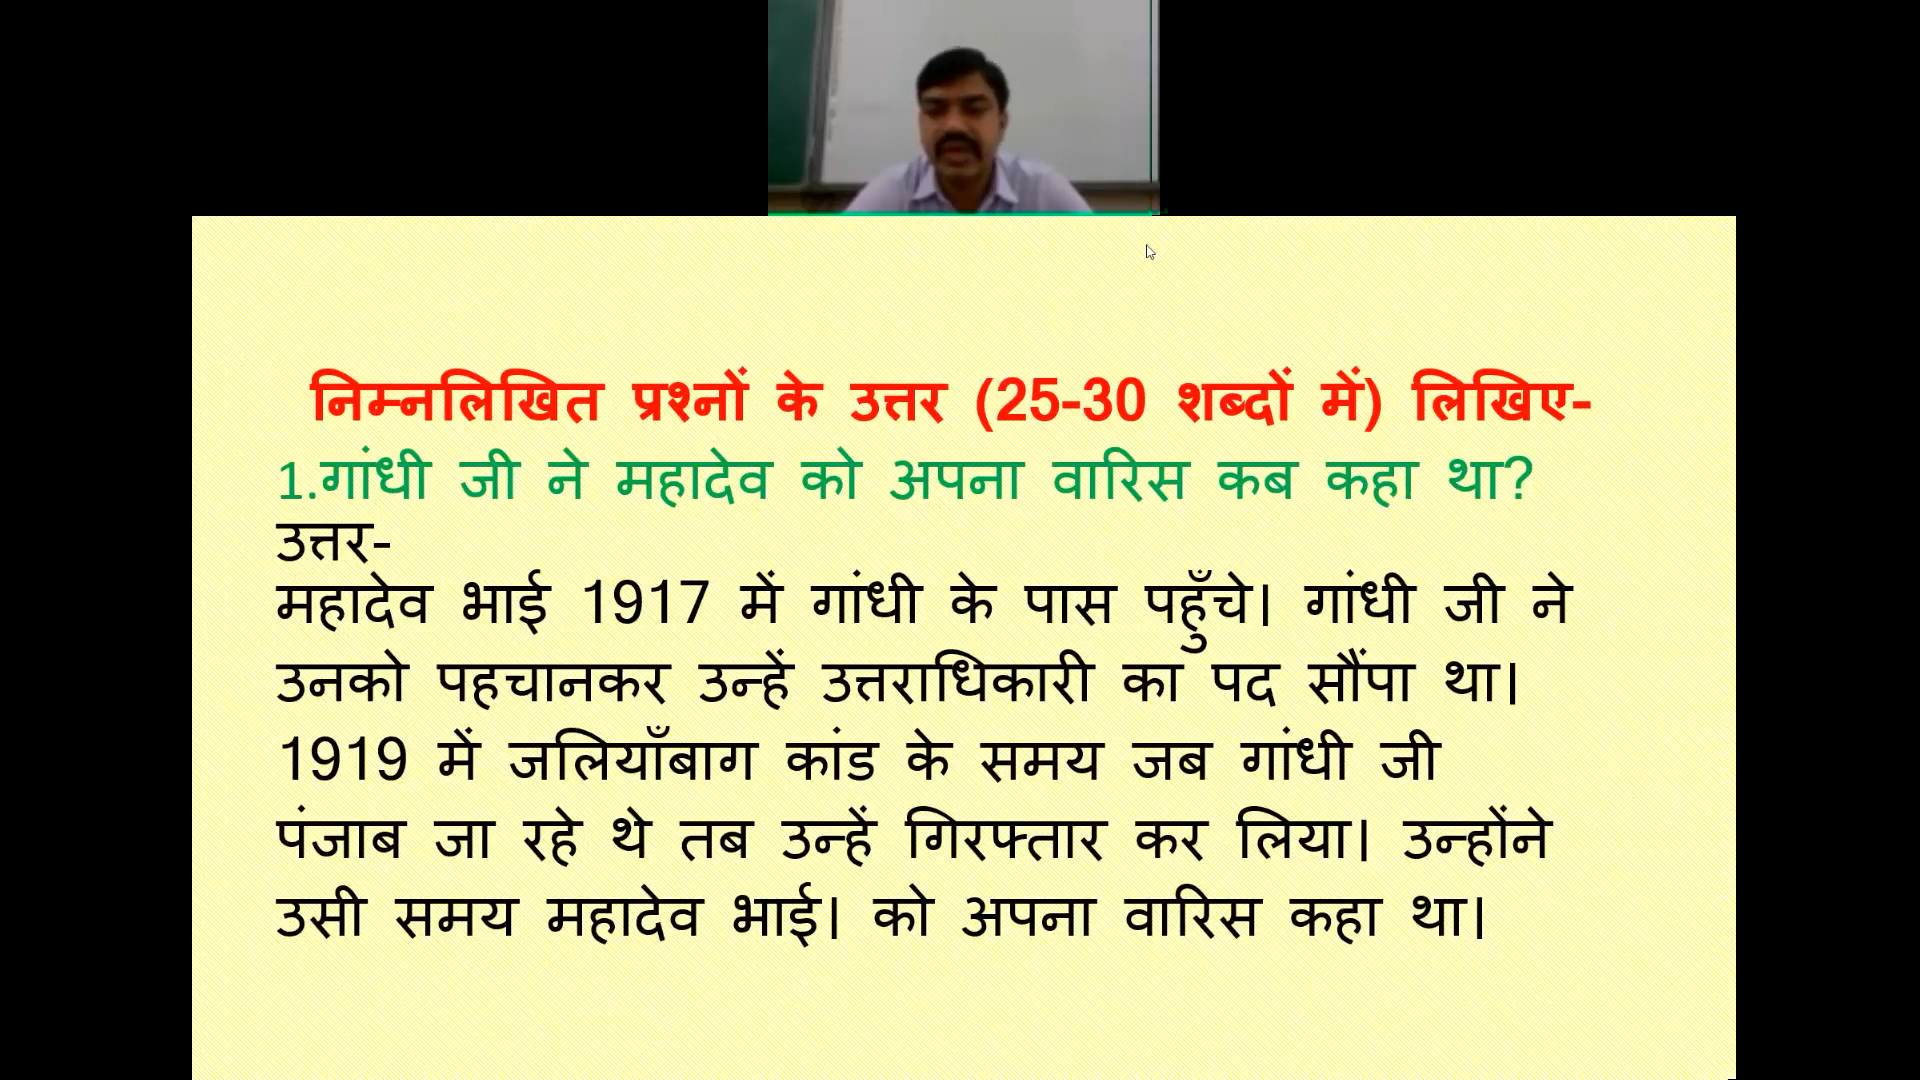 निम्नलिखित प्रश्नों के उत्तर (25-30 शब्दों में) लिखिए-
1.गांधी जी ने महादेव को अपना वारिस कब कहा था?
उत्तर-
महादेव भाई 1917 में गांधी के पास पहुँचे। गांधी जी ने
उनको पहचानकर उन्हें उत्तराधिकारी का पद सौंपा था।
1919 में जलियाँबाग कांड के समय जब गांधी जी
पंजाब जा रहे थे तब उन्हें गिरफ्तार कर लिया। उन्होंने
उसी समय महादेव भाई। को अपना वारिस कहा था।